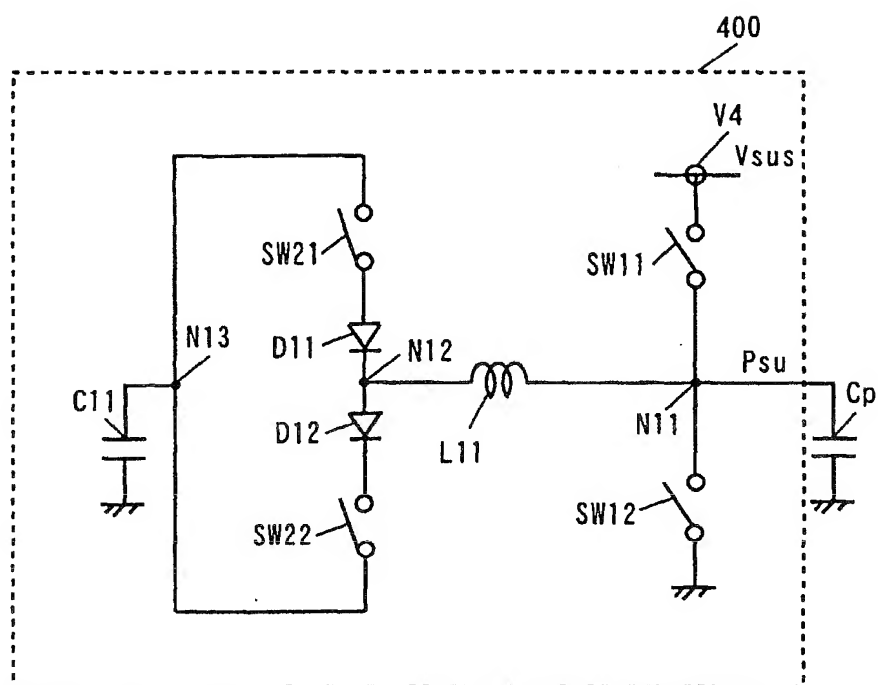 400
V4
Vsus
SW21
SW11
N13
D11
N12
Psu
C11
Cp
D12
L11
N11
SW22
SW12